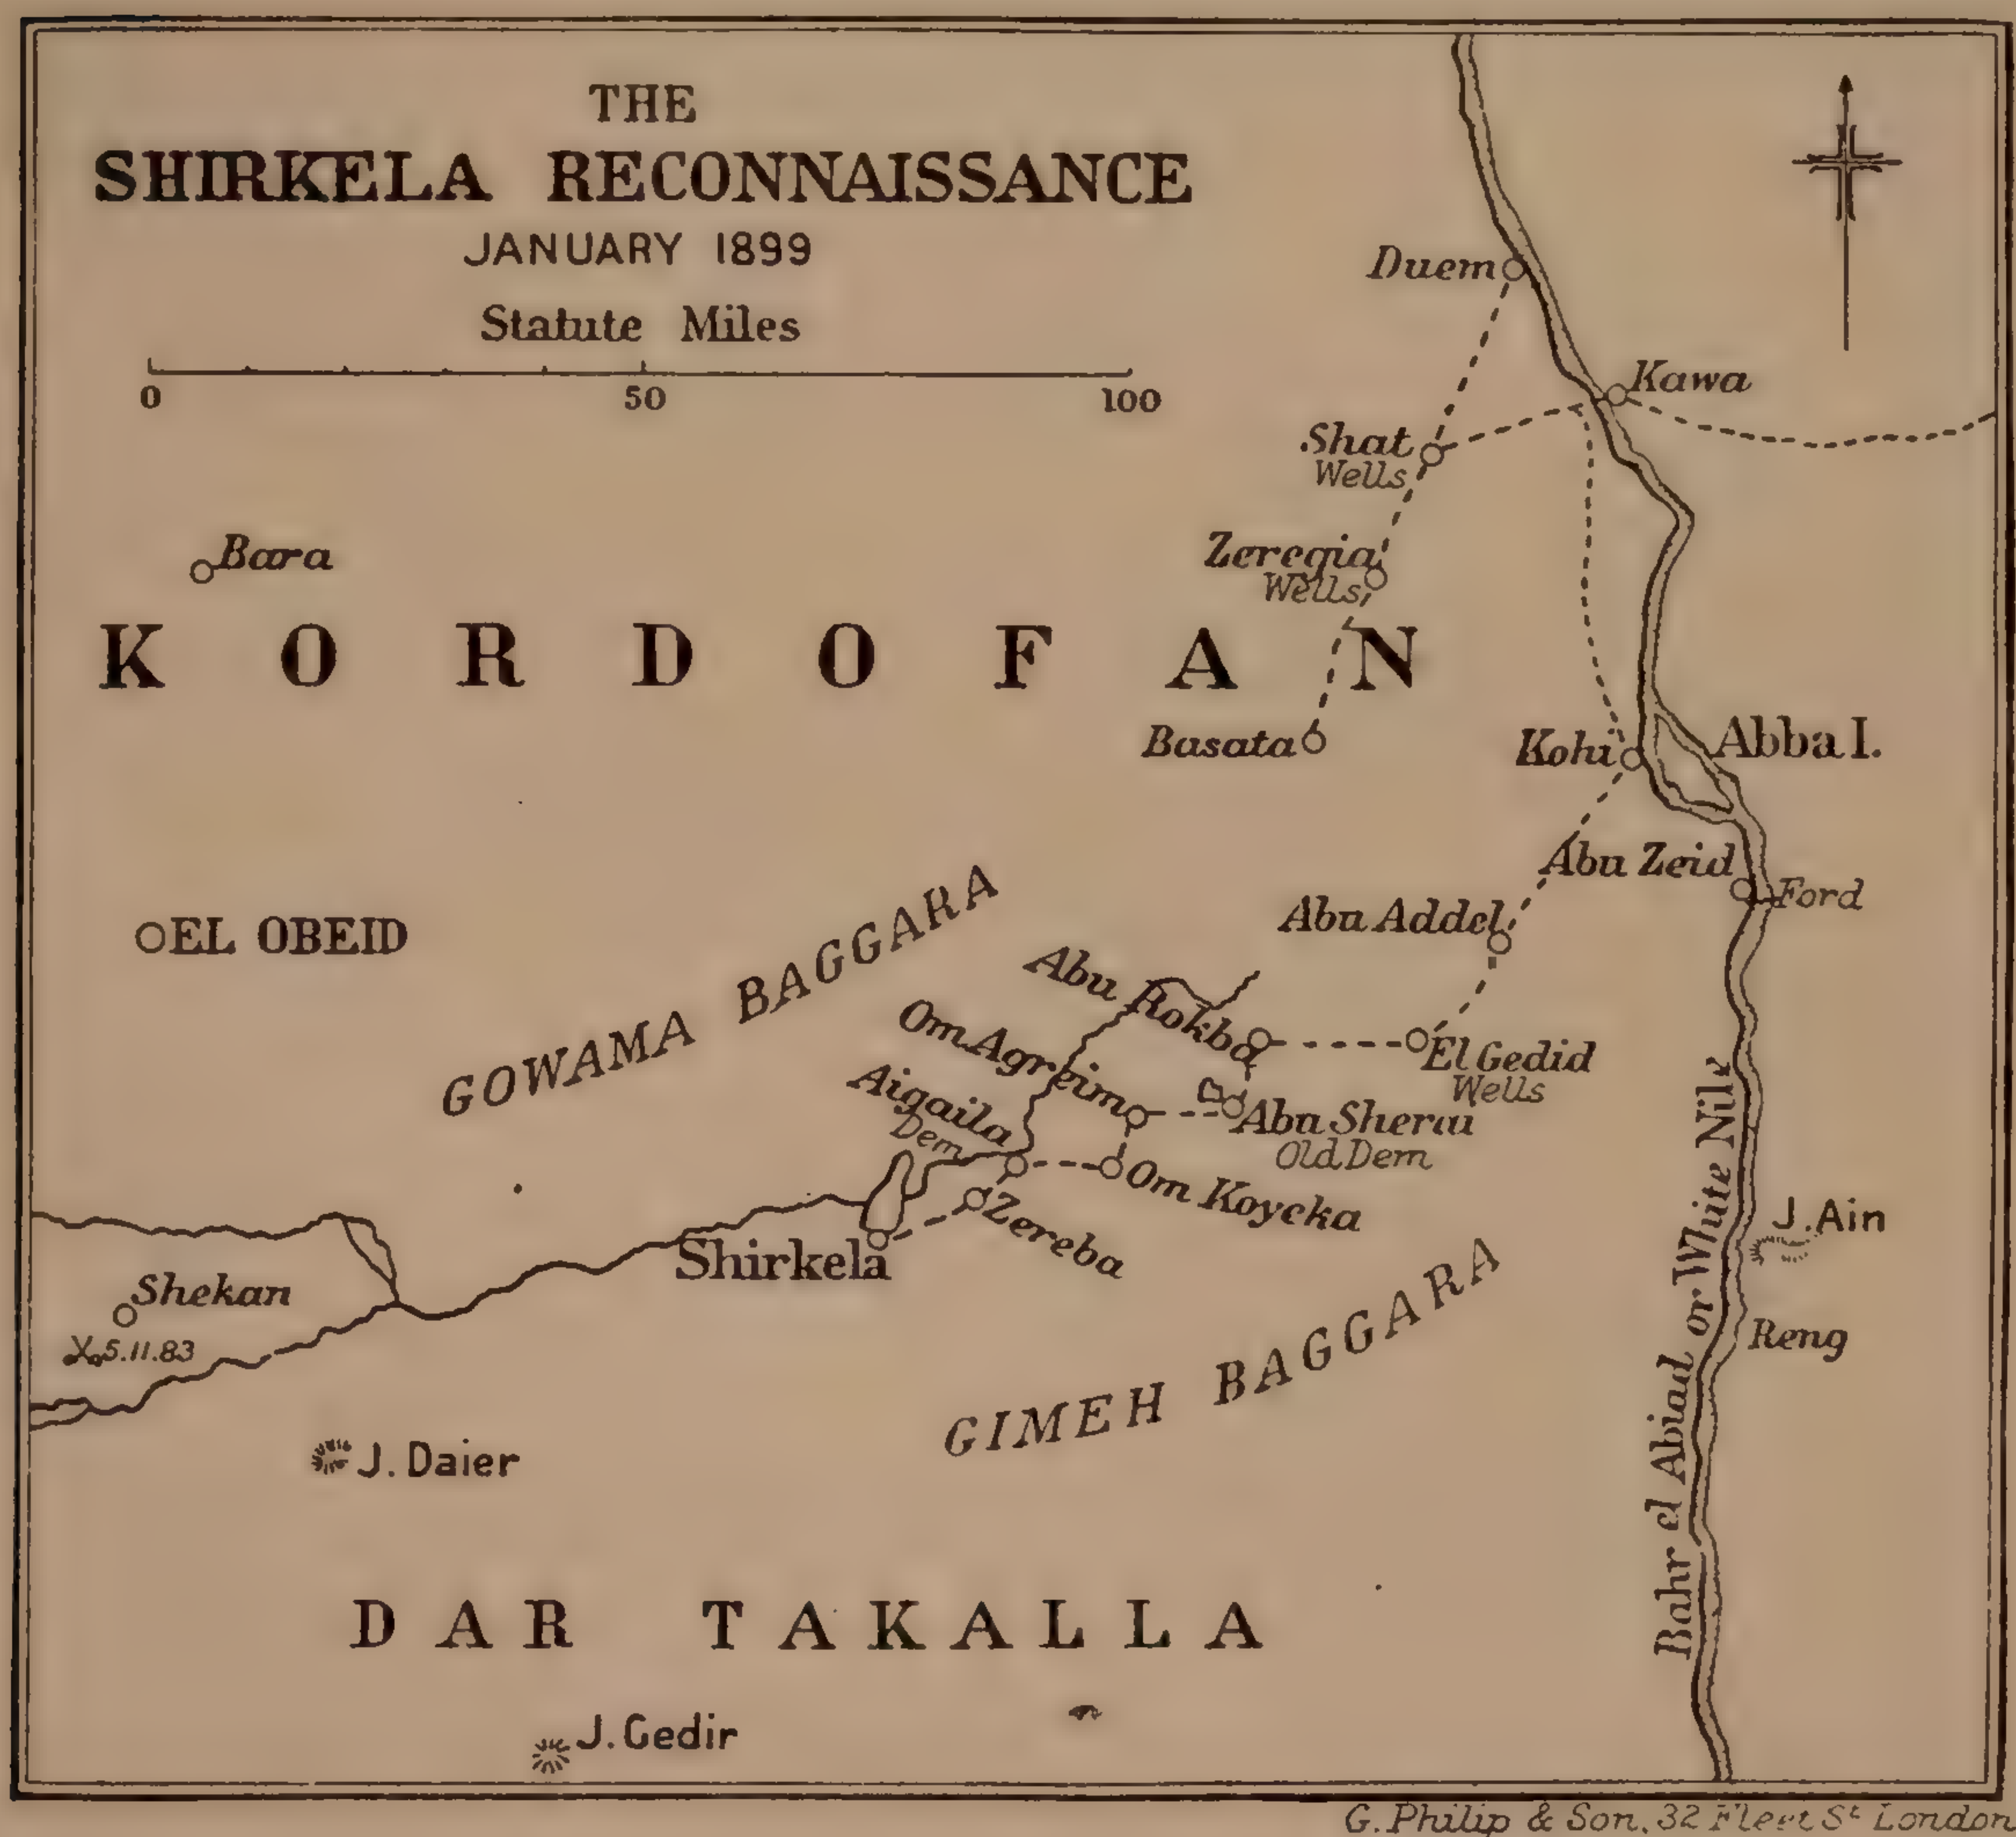 THE
SHIRKELA RECONNAISSANCE
JANUARY 1899
Statute Miles
0 50 100
Duem
Kawa
Shat
Wells
Zeregia
Wells
Bara
KORDOFAN
Basata
Kohi
Abba I.
Abu Zeid
Ford
Abu Addel
EL OBEID
GOWAMA BAGGARA
Abu Rokba
Om Agreim
El Gedid
Wells
Aigaila
Dem
Abu Sherai
Old Dem
Om Koycka
Zereba
Shirkela
Shekan
5.11.83
J. Ain
Reng
GIMEH BAGGARA
Bahr el Abiad or White Nile
J. Daier
DAR TAKALLA
J. Gedir
G. Philip & Son, 32 Fleet St London